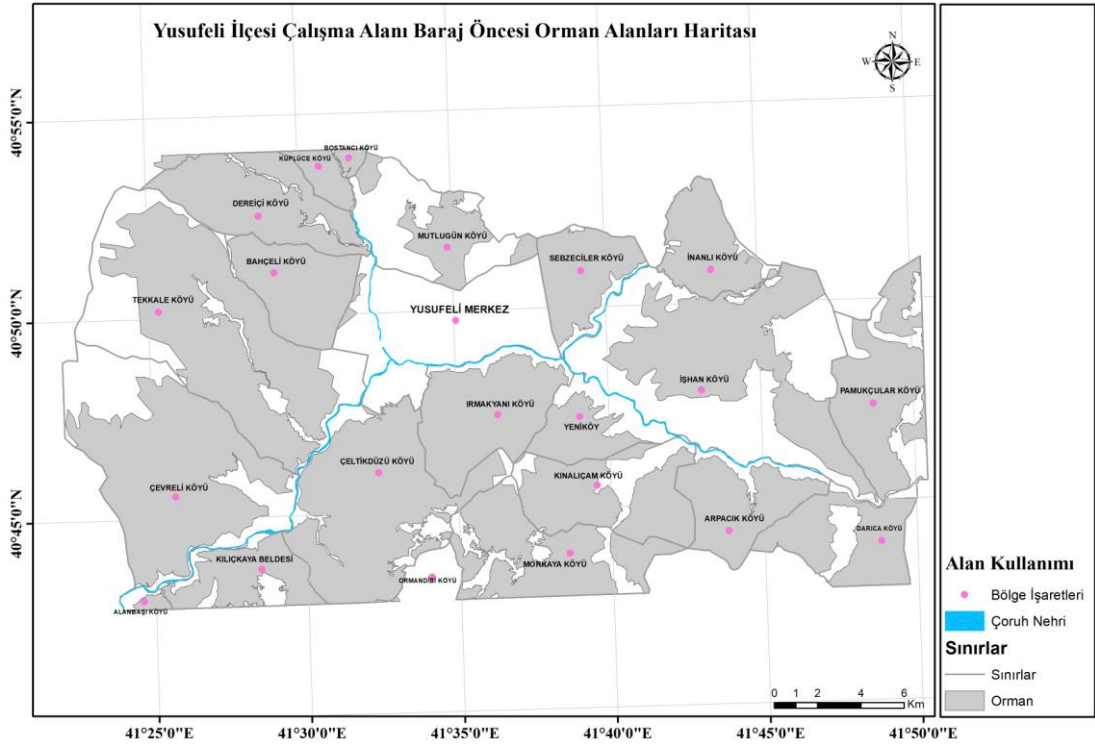 Yusufeli İlçesi Çalışma Alanı Baraj Öncesi Orman Alanları Haritası
N
W E
S
40°55'0"N
40°50'0"N
40°45'0"N
BOSTANCI KÖYÜ
KÜPLÜCE KÖYÜ
DEREİÇİ KÖYÜ
MUTLUGÜN KÖYÜ
BAHÇELİ KÖYÜ
SEBZECİLER KÖYÜ
İNANLI KÖYÜ
TEKKALE KÖYÜ
YUSUFELİ MERKEZ
İŞHAN KÖYÜ
PAMUKÇULAR KÖYÜ
IRMAKYANI KÖYÜ
YENİKÖY
ÇELTİKDÜZÜ KÖYÜ
KINALIÇAM KÖYÜ
ÇEVRELİ KÖYÜ
ARPACIK KÖYÜ
DARICA KÖYÜ
KILIÇKAYA BELDESİ
MORKAYA KÖYÜ
ORMANDİBİ KÖYÜ
ALANBAŞI KÖYÜ
Alan Kullanımı
Bölge İşaretleri
Çoruh Nehri
Sınırlar
Sınırlar
Orman
0 1 2 4 6
Km
41°25'0"E 41°30'0"E 41°35'0"E 41°40'0"E 41°45'0"E 41°50'0"E